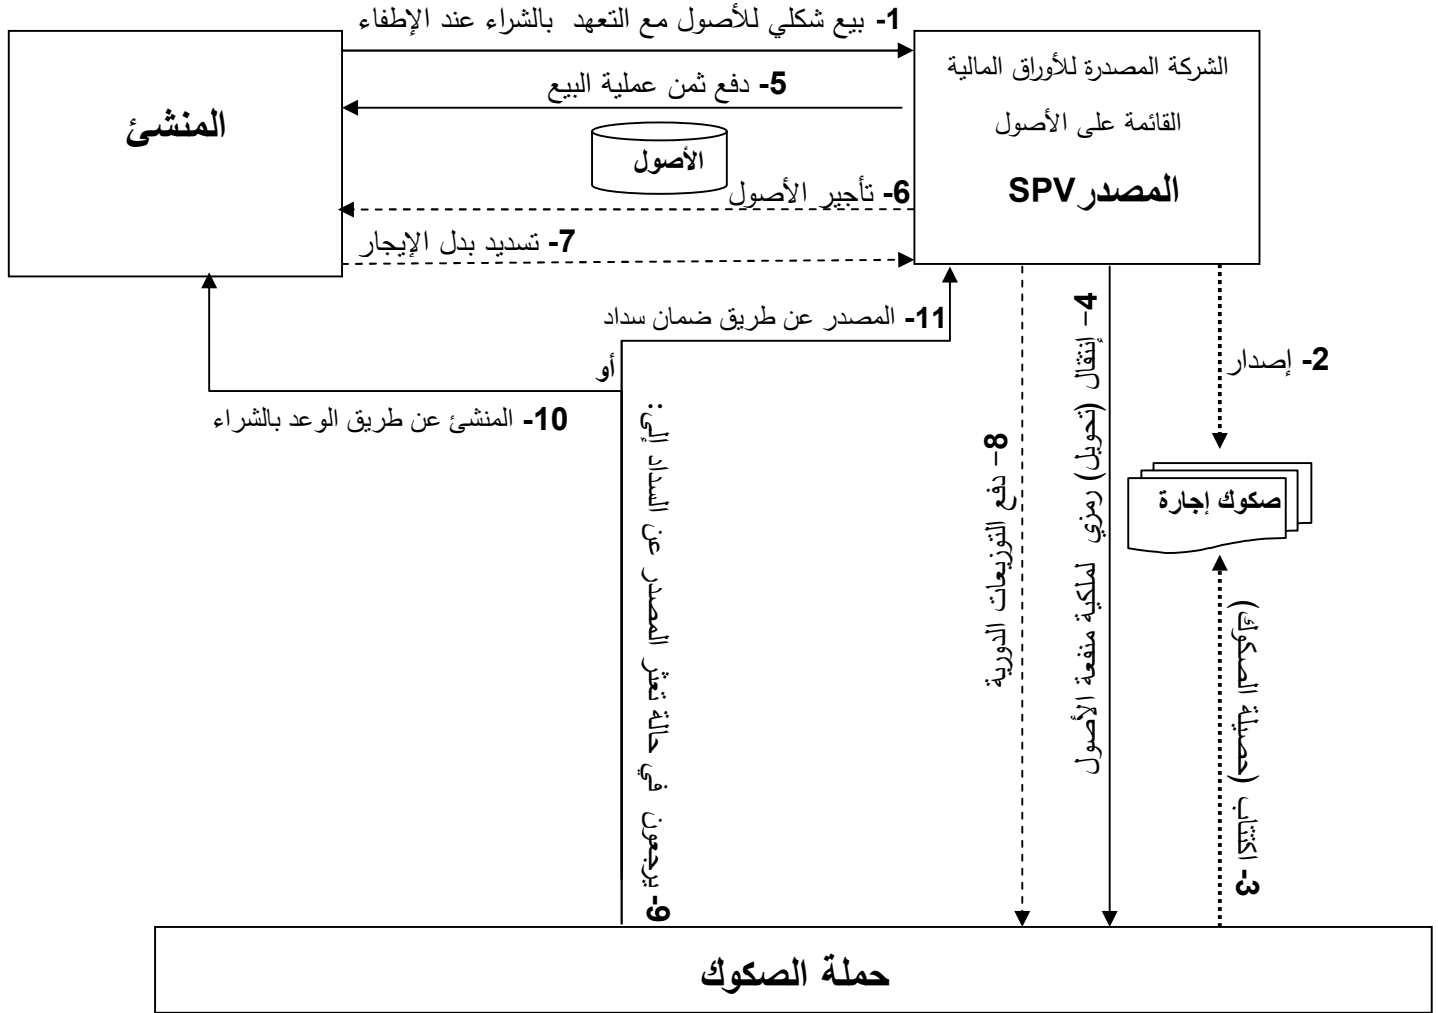 1- بيع شكلي للأصول مع التعهد بالشراء عند الإطفاء
الشركة المصدرة للأوراق المالية
القائمة على الأصول
المصدر SPV
المنشئ
5- دفع ثمن عملية البيع
الأصول
6- تأجير الأصول
7- تسديد بدل الإيجار
11- المصدر عن طريق ضمان سداد
أو
10- المنشئ عن طريق الوعد بالشراء
2- إصدار
صكوك إجارة
3- اكتتاب (حصيلة الصكوك)
4- إنتقال (تحويل) رمزي لملكية منفعة الأصول
8- دفع التوزيعات الدورية
9- يرجعون في حالة تعثر المصدر عن السداد إلى:
حملة الصكوك